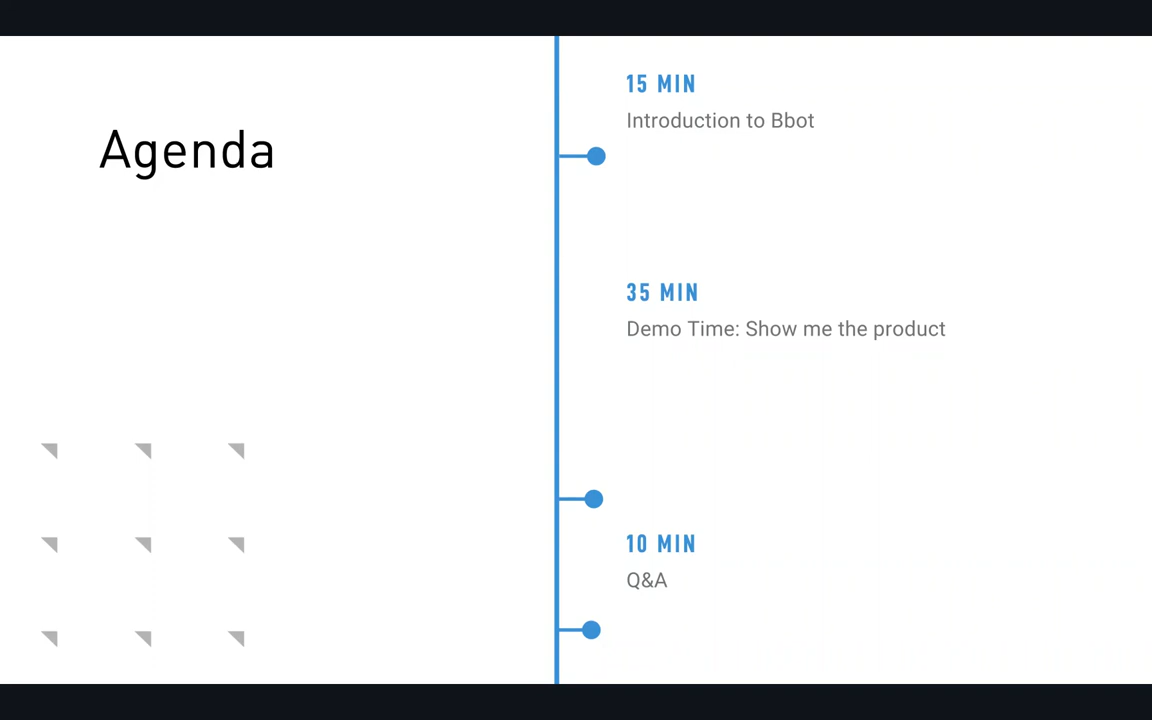 Agenda
15 MIN
Introduction to Bbot
35 MIN
Demo Time: Show me the product
10 MIN
Q&A